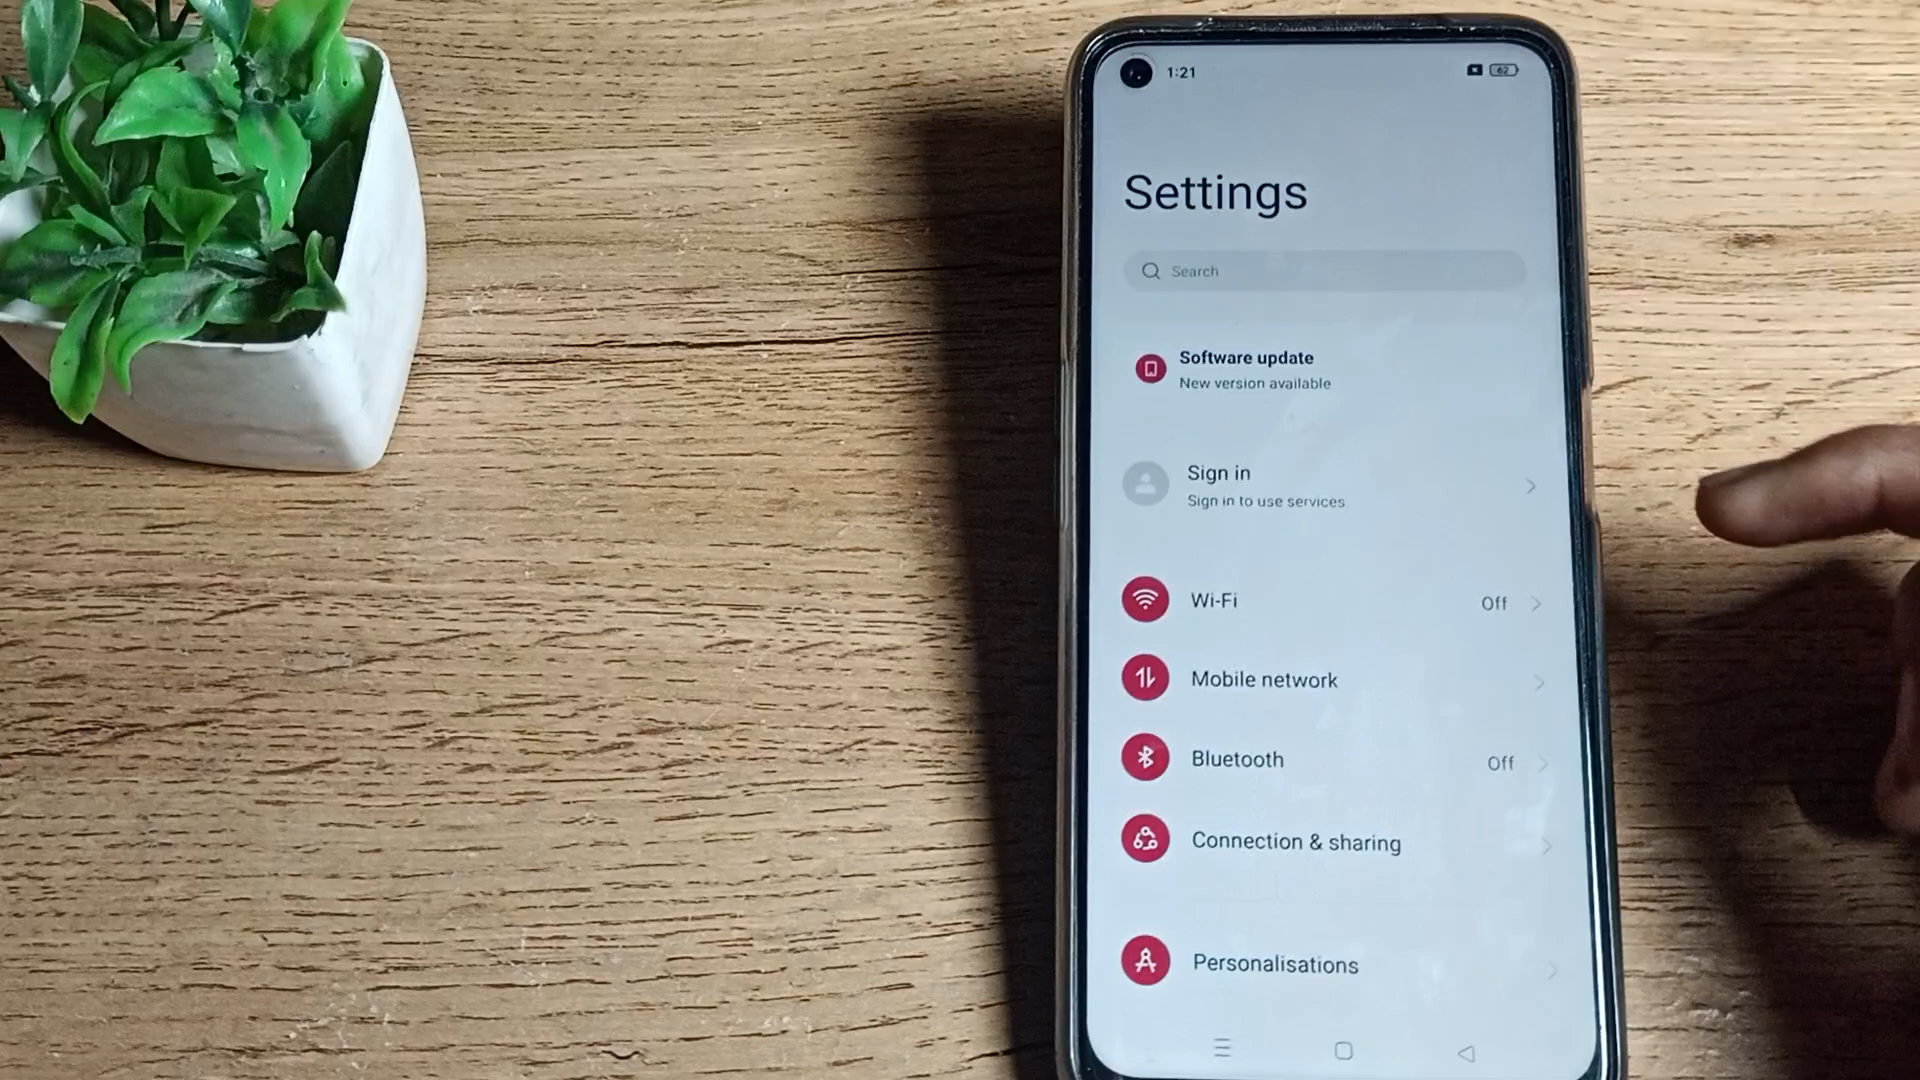 1:21
62
Settings
Search
Software update
New version available
Sign in
Sign in to use services
Wi-Fi
Off
Mobile network
Bluetooth
Off
Connection & sharing
Personalisations